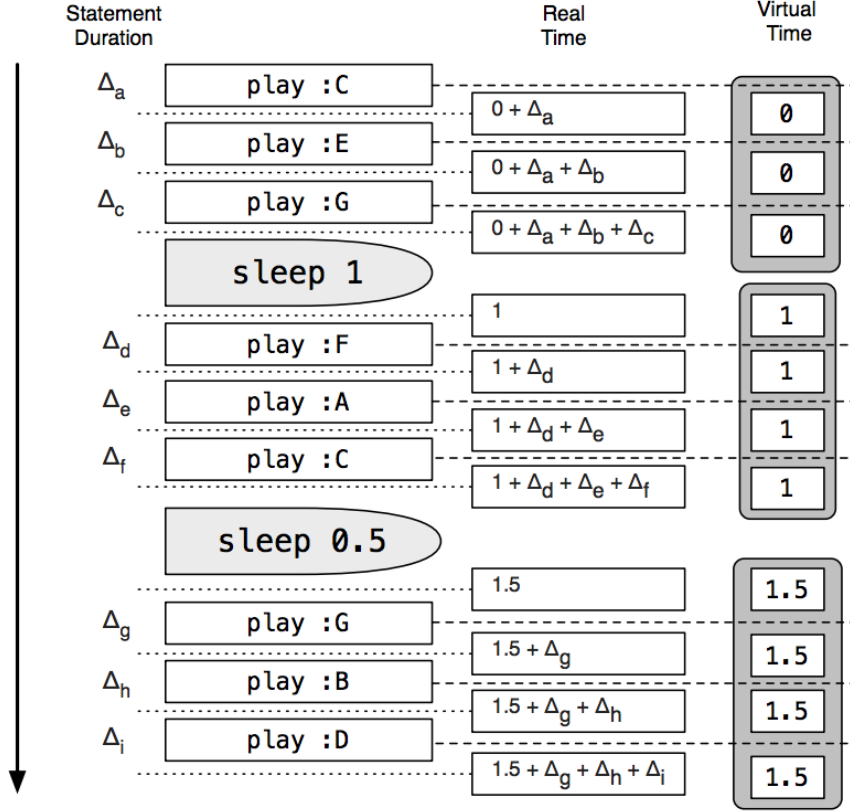 Statement
Duration
Real
Time
Virtual
Time
Δa play :C
0 + Δa 0
Δb play :E
0 + Δa + Δb 0
Δc play :G
0 + Δa + Δb + Δc 0
sleep 1
1 1
Δd play :F
1 + Δd 1
Δe play :A
1 + Δd + Δe 1
Δf play :C
1 + Δd + Δe + Δf 1
sleep 0.5
1.5 1.5
Δg play :G
1.5 + Δg 1.5
Δh play :B
1.5 + Δg + Δh 1.5
Δi play :D
1.5 + Δg + Δh + Δi 1.5